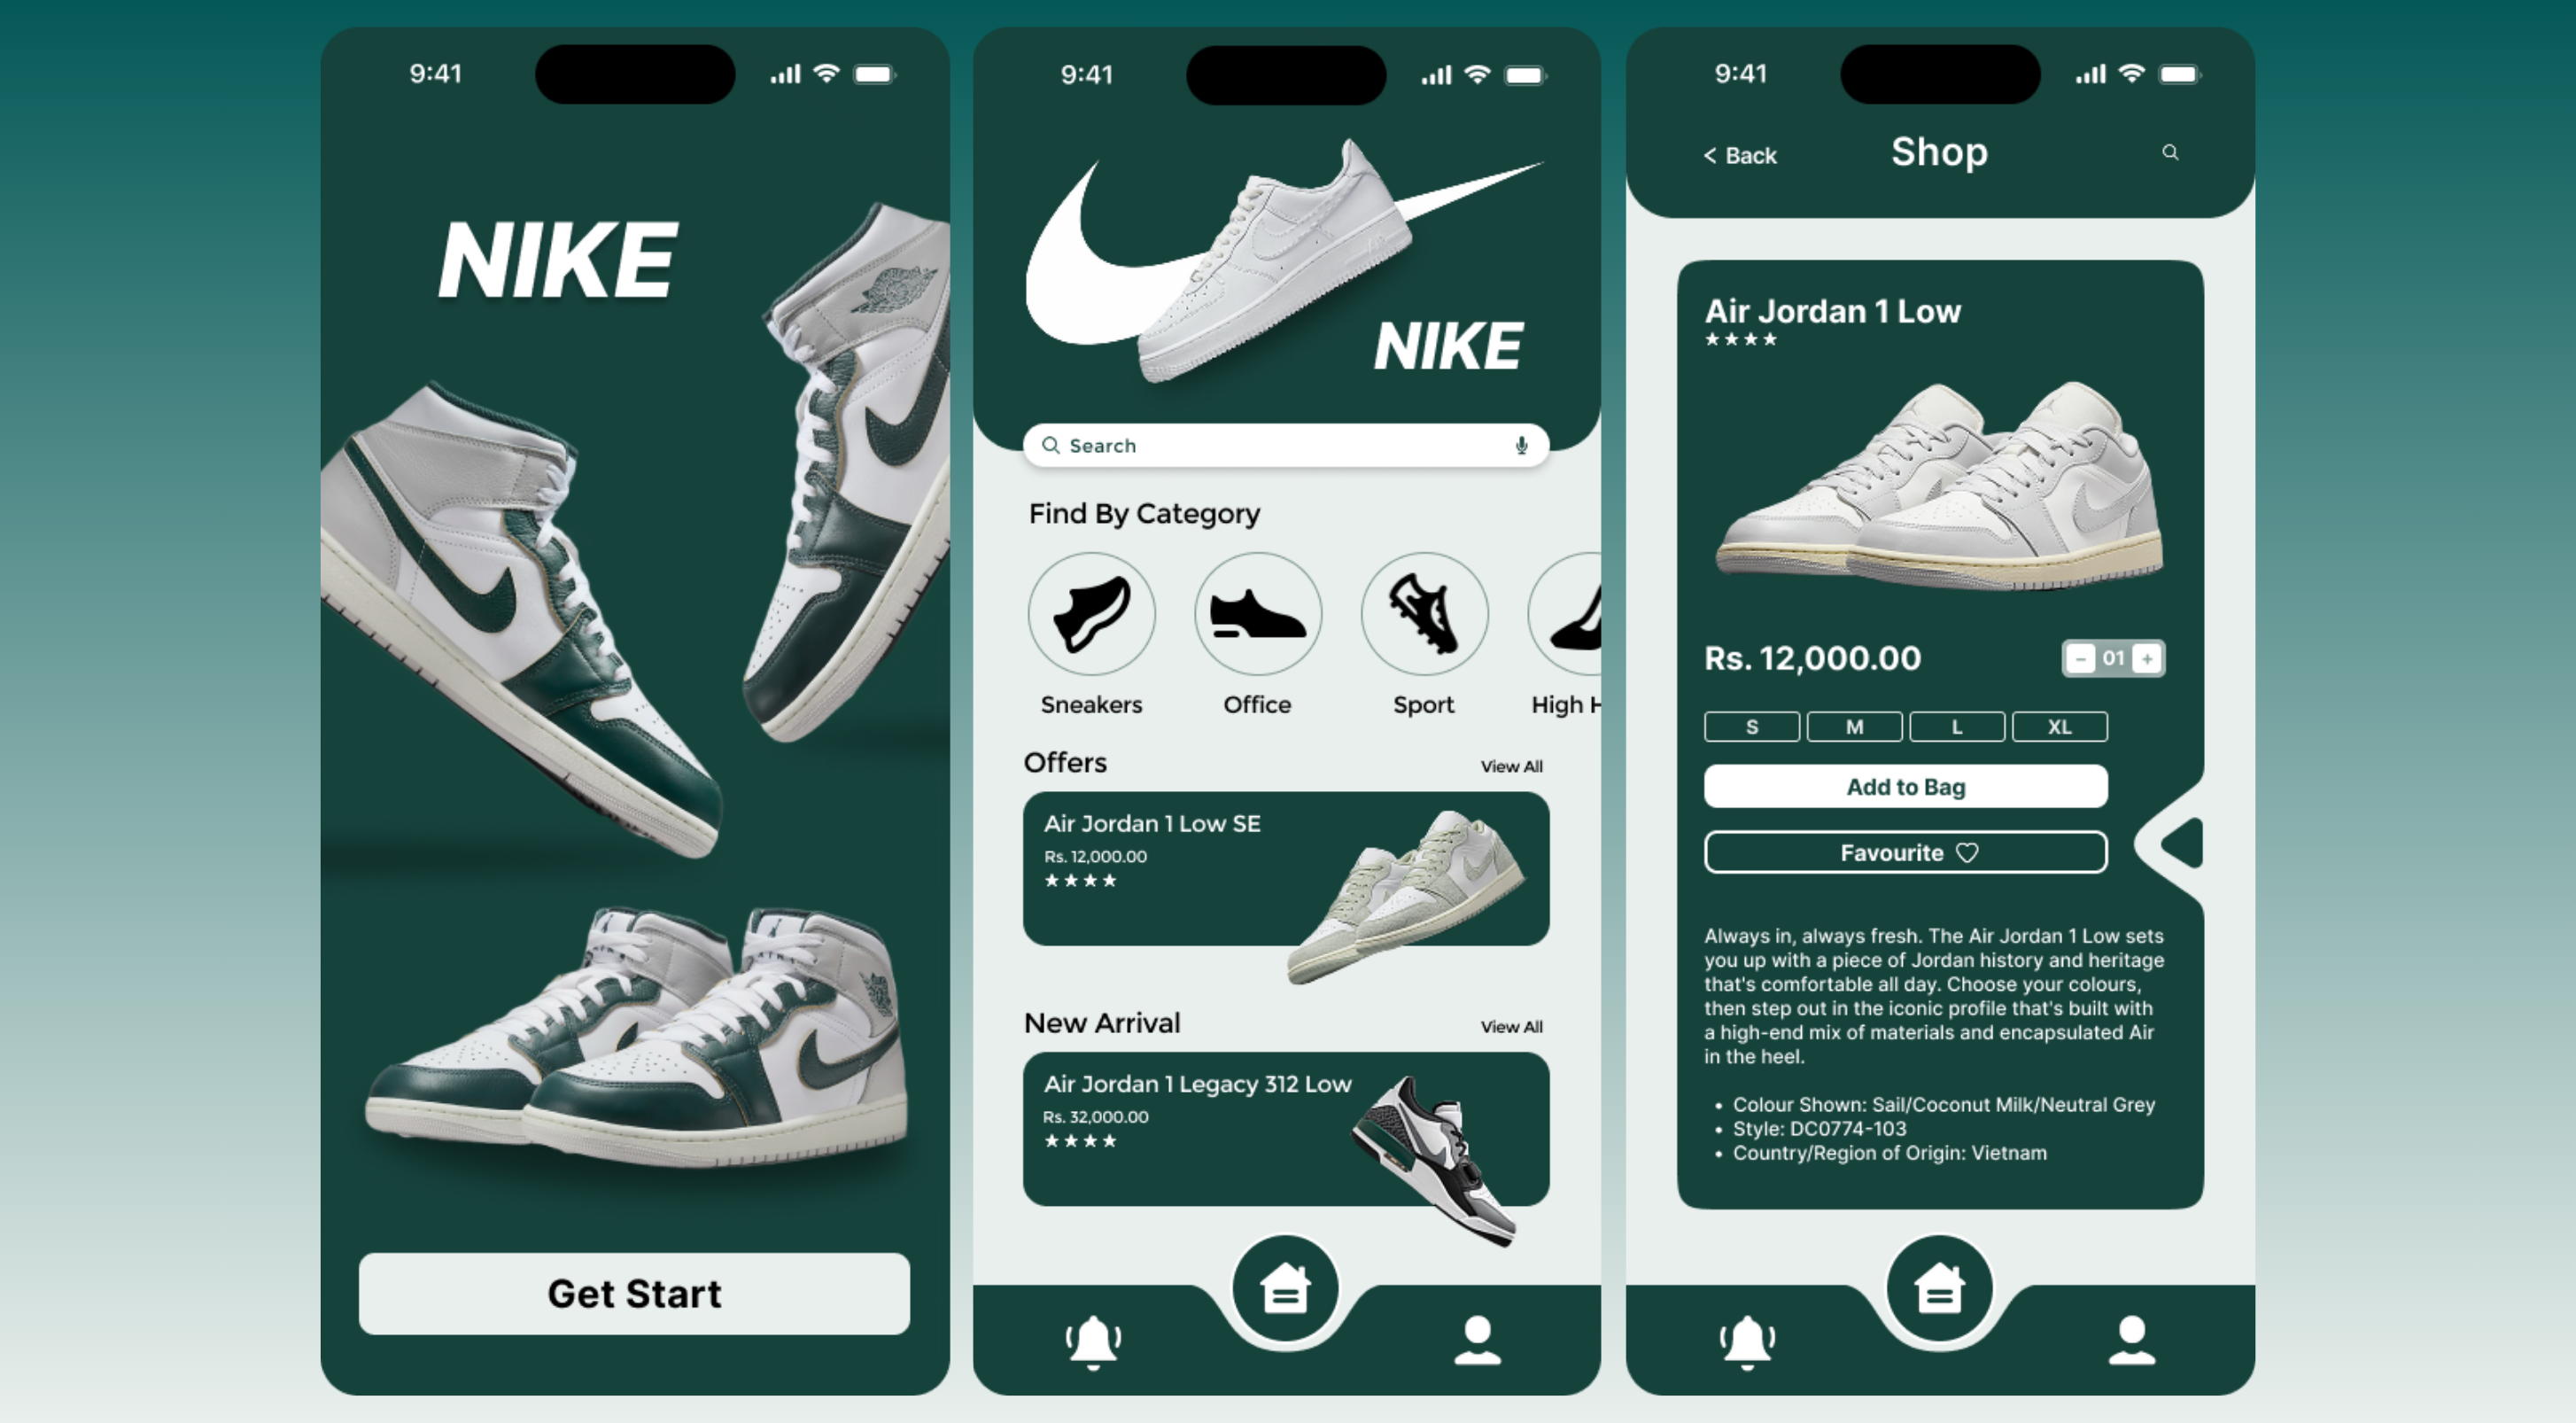 9:41
NIKE
Get Start
9:41
NIKE
Search
Find By Category
Sneakers
Office
Sport
High H
Offers
View All
Air Jordan 1 Low SE
Rs. 12,000.00
New Arrival
View All
Air Jordan 1 Legacy 312 Low
Rs. 32,000.00
9:41
< Back
Shop
Air Jordan 1 Low
Rs. 12,000.00
- 01 +
S
M
L
XL
Add to Bag
Favourite
Always in, always fresh. The Air Jordan 1 Low sets
you up with a piece of Jordan history and heritage
that's comfortable all day. Choose your colours,
then step out in the iconic profile that's built with
a high-end mix of materials and encapsulated Air
in the heel.
• Colour Shown: Sail/Coconut Milk/Neutral Grey
• Style: DC0774-103
• Country/Region of Origin: Vietnam